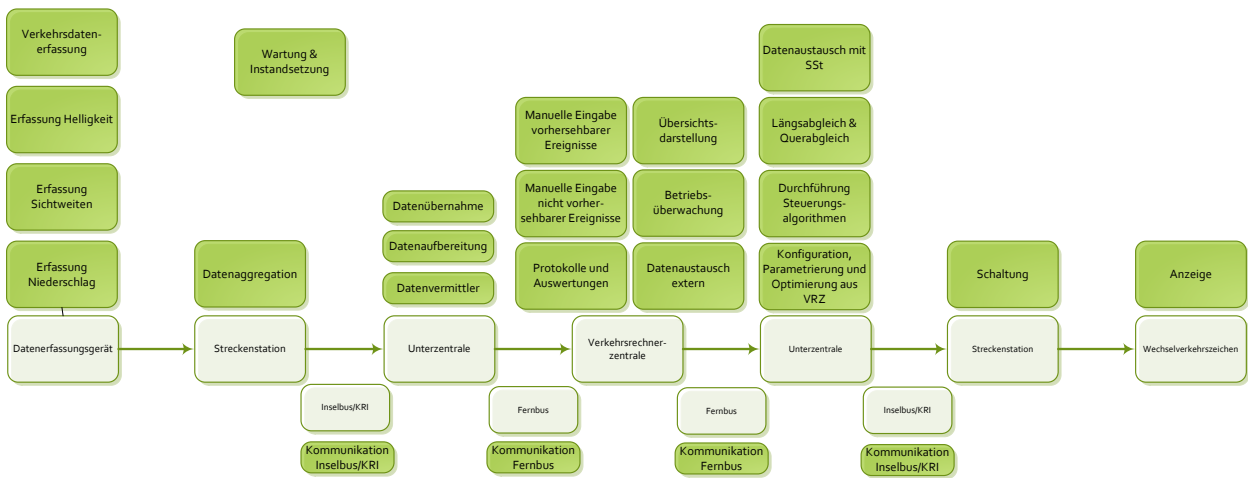 Verkehrsdaten-
erfassung
Erfassung Helligkeit
Erfassung
Sichtweiten
Erfassung
Niederschlag
Datenerfassungsgerät
Wartung &
Instandsetzung
Datenaggregation
Streckenstation
Inselbus/KRI
Kommunikation
Inselbus/KRI
Datenübernahme
Datenaufbereitung
Datenvermittler
Unterzentrale
Fernbus
Kommunikation
Fernbus
Manuelle Eingabe
vorhersehbarer
Ereignisse
Manuelle Eingabe
nicht vorher-
sehbarer Ereignisse
Protokolle und
Auswertungen
Übersichts-
darstellung
Betriebs-
überwachung
Datenaustausch
extern
Verkehrsrechner-
zentrale
Fernbus
Kommunikation
Fernbus
Datenaustausch mit
SSt
Längsabgleich &
Querabgleich
Durchführung
Steuerungs-
algorithmen
Konfiguration,
Parametrierung und
Optimierung aus
VRZ
Unterzentrale
Inselbus/KRI
Kommunikation
Inselbus/KRI
Schaltung
Streckenstation
Anzeige
Wechselverkehrszeichen